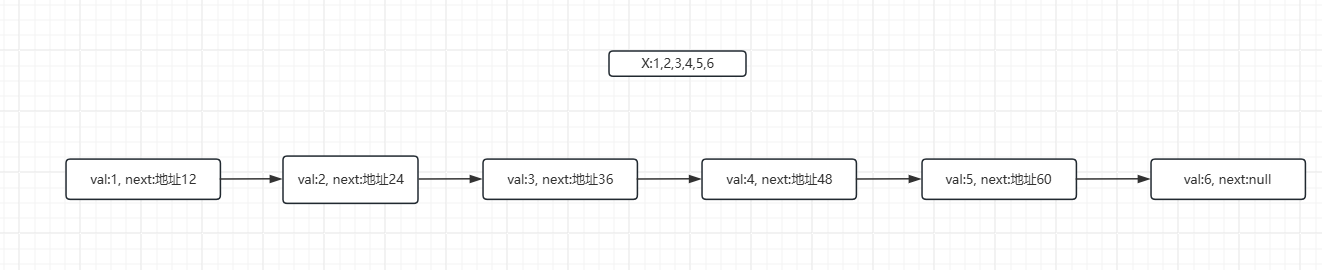 X:1,2,3,4,5,6
val:1, next:地址12
val:2, next:地址24
val:3, next:地址36
val:4, next:地址48
val:5, next:地址60
val:6, next:null